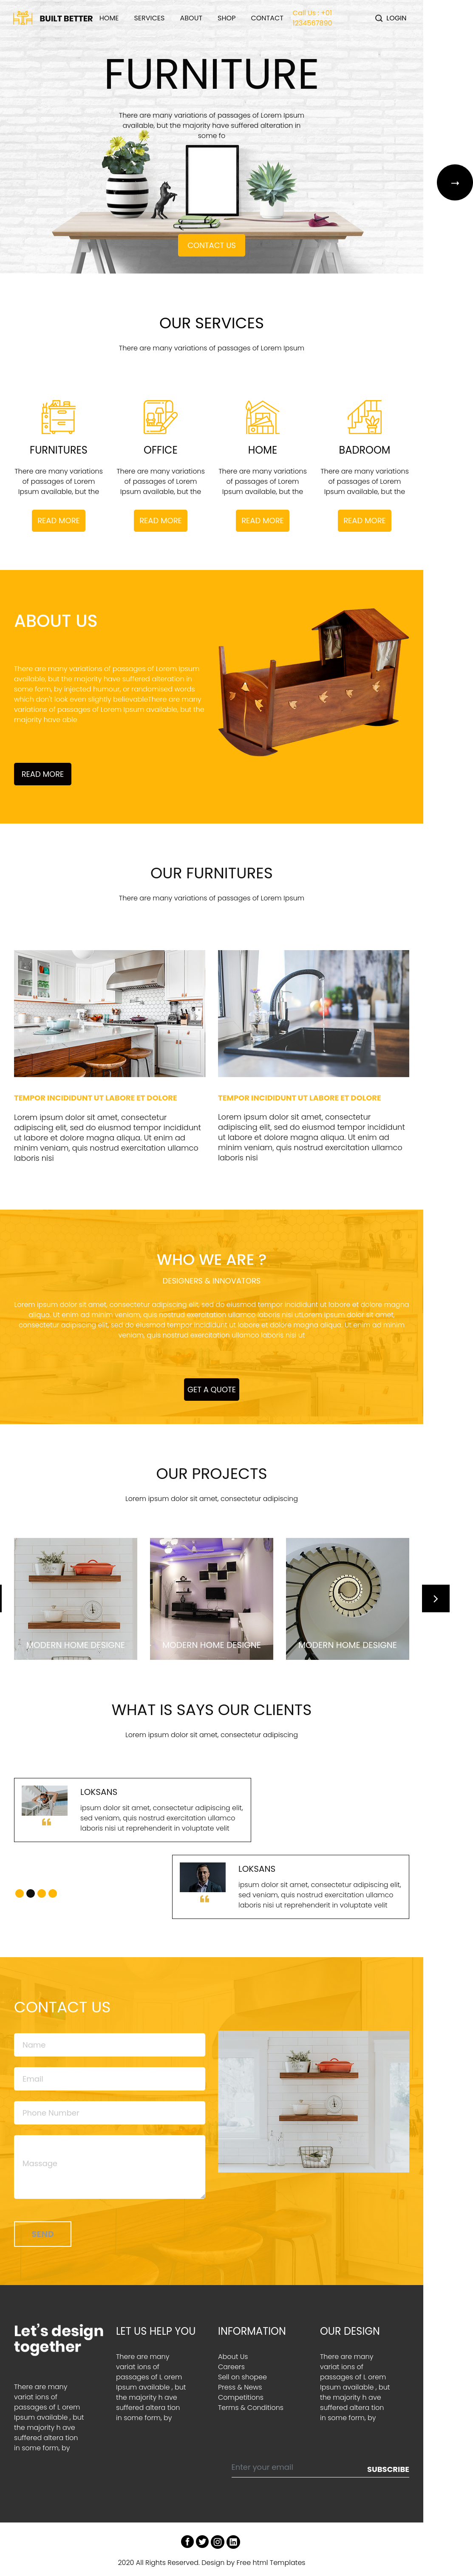 BUILT BETTER
HOME SERVICES ABOUT SHOP CONTACT
Call Us : +01
1234567890
LOGIN
FURNITURE
There are many variations of passages of Lorem Ipsum
available, but the majority have suffered alteration in
some fo
→
CONTACT US
OUR SERVICES
There are many variations of passages of Lorem Ipsum
FURNITURES
There are many variations
of passages of Lorem
Ipsum available, but the
READ MORE
OFFICE
There are many variations
of passages of Lorem
Ipsum available, but the
READ MORE
HOME
There are many variations
of passages of Lorem
Ipsum available, but the
READ MORE
BADROOM
There are many variations
of passages of Lorem
Ipsum available, but the
READ MORE
ABOUT US
There are many variations of passages of Lorem Ipsum
available, but the majority have suffered alteration in
some form, by injected humour, or randomised words
which don't look even slightly believableThere are many
variations of passages of Lorem Ipsum available, but the
majority have able
READ MORE
OUR FURNITURES
There are many variations of passages of Lorem Ipsum
TEMPOR INCIDIDUNT UT LABORE ET DOLORE
Lorem ipsum dolor sit amet, consectetur
adipiscing elit, sed do eiusmod tempor incididunt
ut labore et dolore magna aliqua. Ut enim ad
minim veniam, quis nostrud exercitation ullamco
laboris nisi
TEMPOR INCIDIDUNT UT LABORE ET DOLORE
Lorem ipsum dolor sit amet, consectetur
adipiscing elit, sed do eiusmod tempor incididunt
ut labore et dolore magna aliqua. Ut enim ad
minim veniam, quis nostrud exercitation ullamco
laboris nisi
WHO WE ARE ?
DESIGNERS & INNOVATORS
Lorem ipsum dolor sit amet, consectetur adipiscing elit, sed do eiusmod tempor incididunt ut labore et dolore magna
aliqua. Ut enim ad minim veniam, quis nostrud exercitation ullamco laboris nisi utLorem ipsum dolor sit amet,
consectetur adipiscing elit, sed do eiusmod tempor incididunt ut labore et dolore magna aliqua. Ut enim ad minim
veniam, quis nostrud exercitation ullamco laboris nisi ut
GET A QUOTE
OUR PROJECTS
Lorem ipsum dolor sit amet, consectetur adipiscing
MODERN HOME DESIGNE
MODERN HOME DESIGNE
MODERN HOME DESIGNE
WHAT IS SAYS OUR CLIENTS
Lorem ipsum dolor sit amet, consectetur adipiscing
LOKSANS
ipsum dolor sit amet, consectetur adipiscing elit,
sed veniam, quis nostrud exercitation ullamco
laboris nisi ut reprehenderit in voluptate velit
LOKSANS
ipsum dolor sit amet, consectetur adipiscing elit,
sed veniam, quis nostrud exercitation ullamco
laboris nisi ut reprehenderit in voluptate velit
CONTACT US
Name
Email
Phone Number
Massage
SEND
Let's design
together
There are many
variat ions of
passages of L orem
Ipsum available , but
the majority h ave
suffered altera tion
in some form, by
LET US HELP YOU
There are many
variat ions of
passages of L orem
Ipsum available , but
the majority h ave
suffered altera tion
in some form, by
INFORMATION
About Us
Careers
Sell on shopee
Press & News
Competitions
Terms & Conditions
OUR DESIGN
There are many
variat ions of
passages of L orem
Ipsum available , but
the majority h ave
suffered altera tion
in some form, by
Enter your email
SUBSCRIBE
2020 All Rights Reserved. Design by Free html Templates